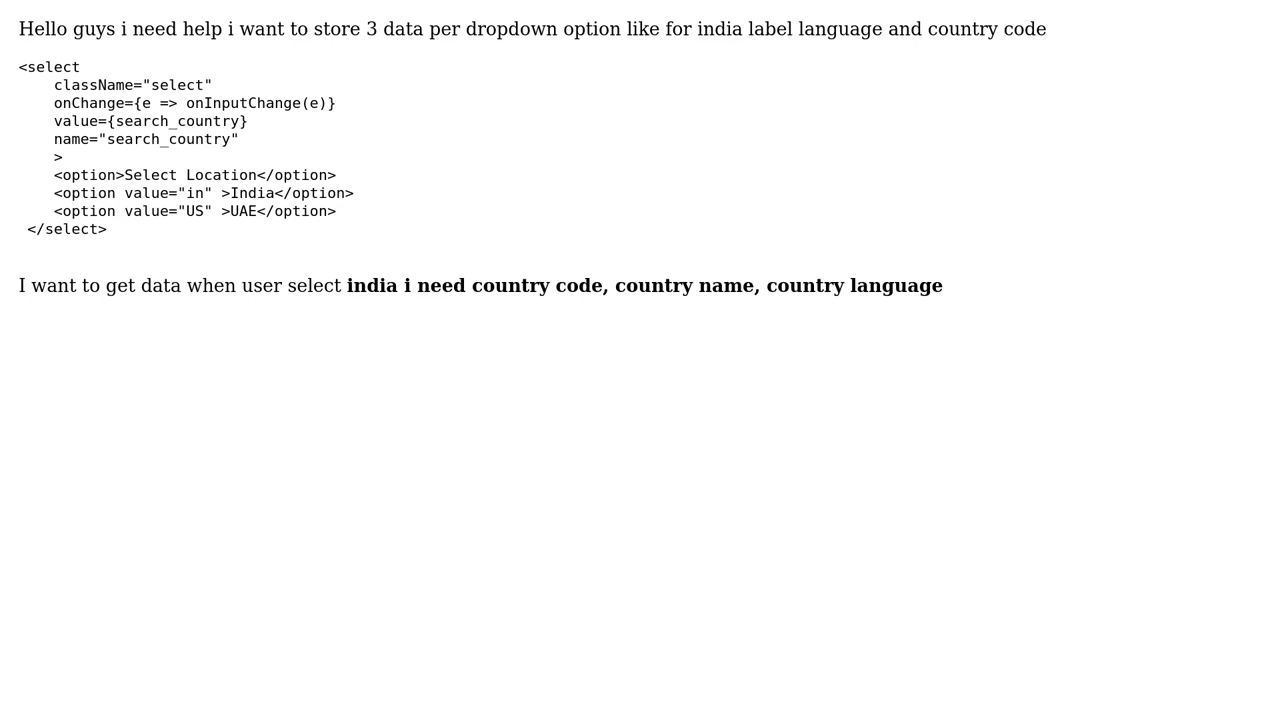 Hello guys i need help i want to store 3 data per dropdown option like for india label language and country code
<select
    className="select"
    onChange={e => onInputChange(e)}
    value={search_country}
    name="search_country"
    >
    <option>Select Location</option>
    <option value="in" >India</option>
    <option value="US" >UAE</option>
 </select>
I want to get data when user select india i need country code, country name, country language